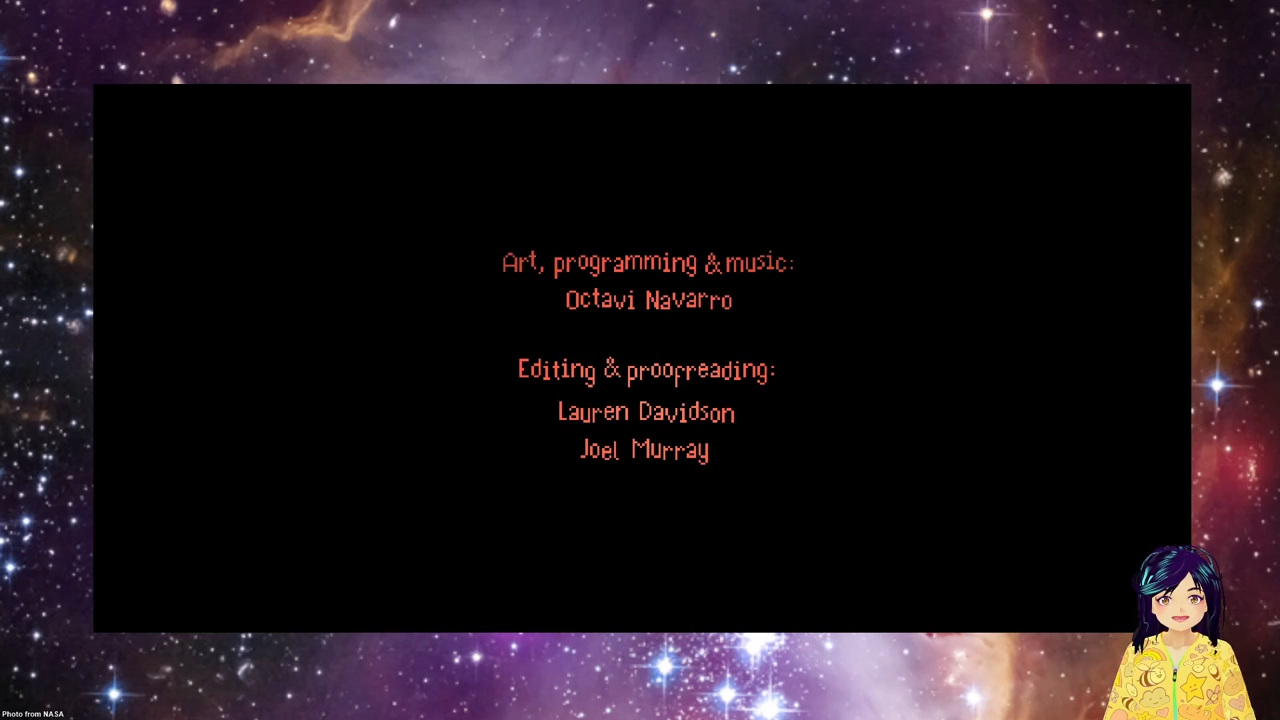 Art, programming & music:
Octavi Navarro
Editing & proofreading:
Lauren Davidson
Joel Murray
Photo from NASA